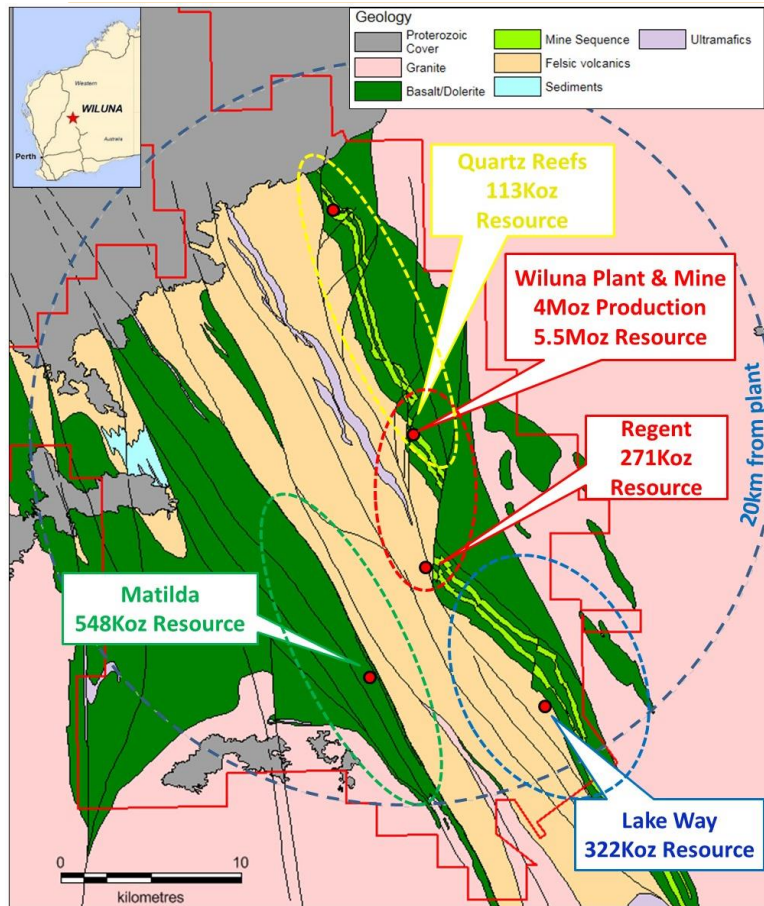 Geology
Proterozoic
Cover
Granite
Basalt/Dolerite
Mine Sequence
Felsic volcanics
Sediments
Ultramafics
Western
WILUNA
Australia
Perth
Quartz Reefs
113Koz
Resource
Wiluna Plant & Mine
4Moz Production
5.5Moz Resource
Regent
271Koz
Resource
20km from plant
Matilda
548Koz Resource
Lake Way
322Koz Resource
0 10
kilometres